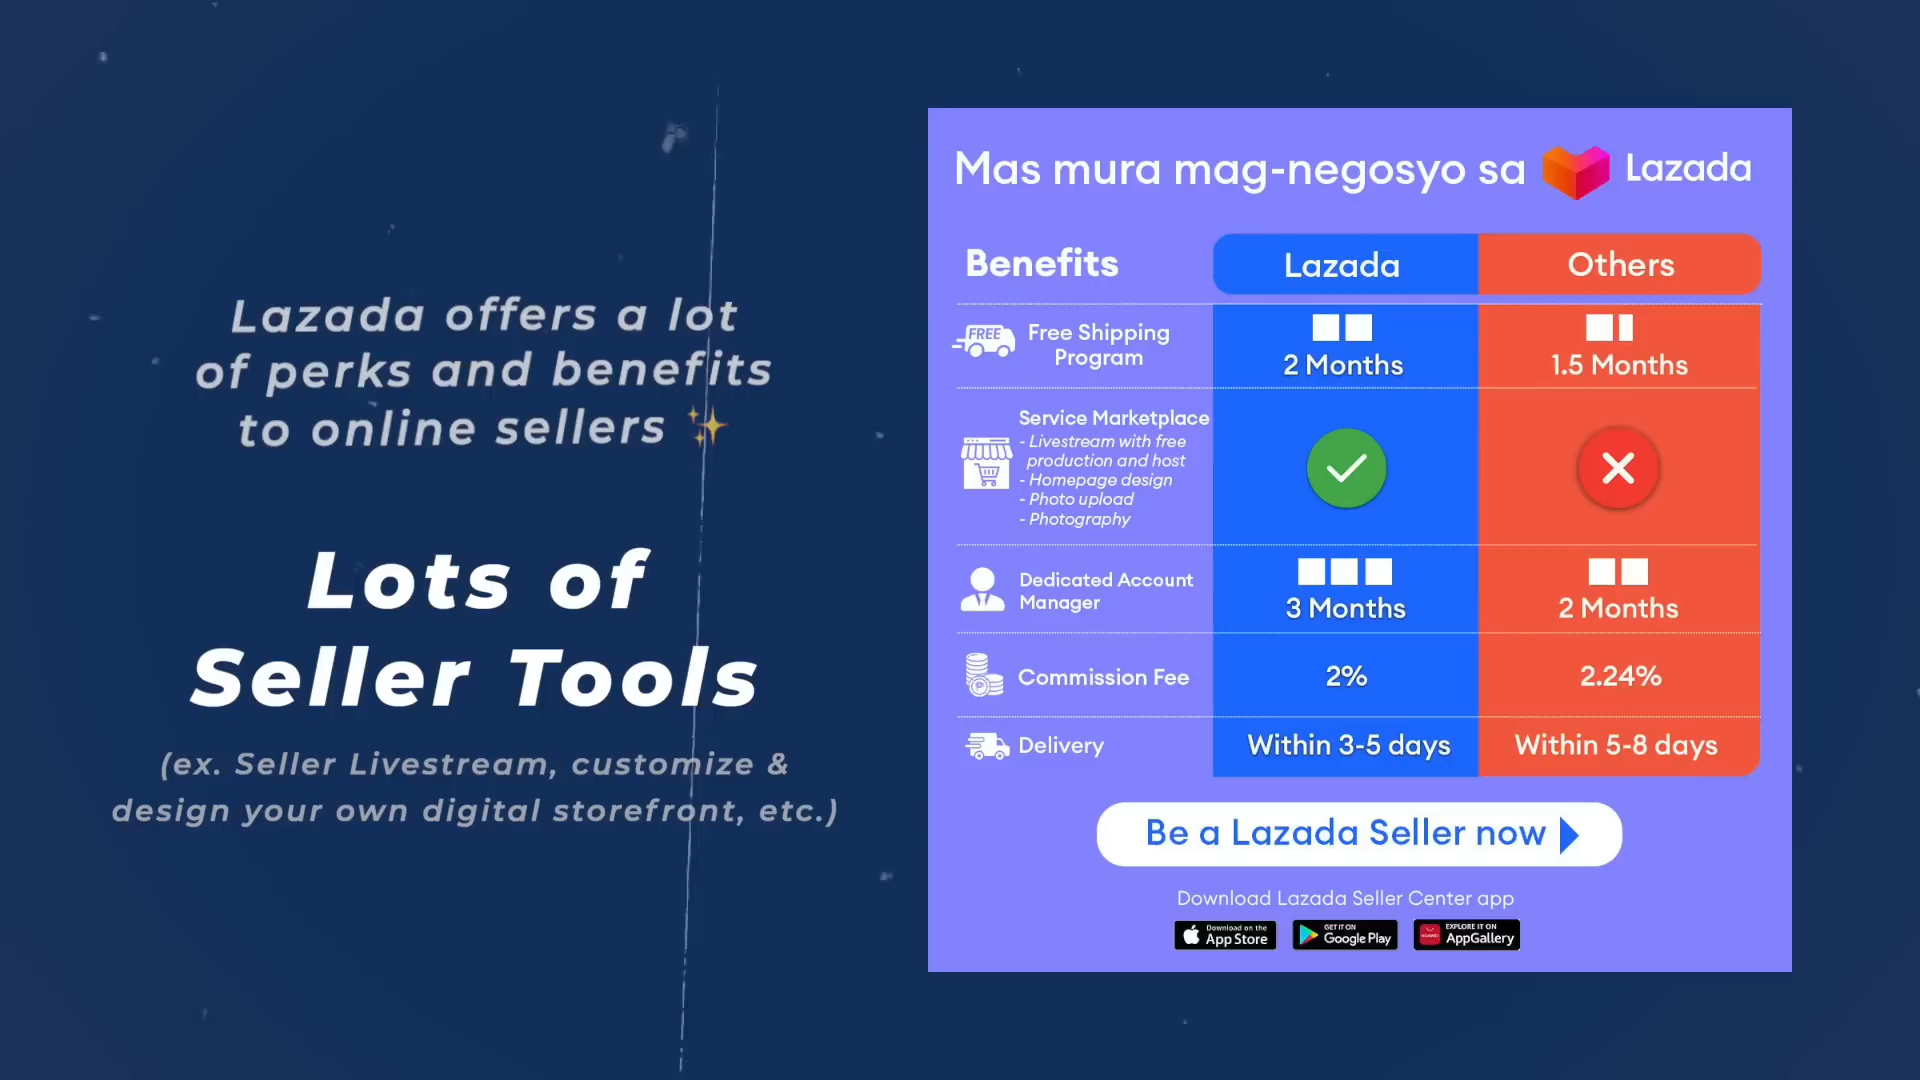 Lazada offers a lot
of perks and benefits
to online sellers ✨
Lots of
Seller Tools
(ex. Seller Livestream, customize &
design your own digital storefront, etc.)
Mas mura mag-negosyo sa Lazada
Benefits Lazada Others
FREE Free Shipping
Program
2 Months 1.5 Months
Service Marketplace
- Livestream with free
production and host
- Homepage design
- Photo upload
- Photography
Dedicated Account
Manager
3 Months 2 Months
Commission Fee 2% 2.24%
Delivery Within 3-5 days Within 5-8 days
Be a Lazada Seller now
Download Lazada Seller Center app
Download on the
App Store
GET IT ON
Google Play
HUAWEI
EXPLORE IT ON
AppGallery